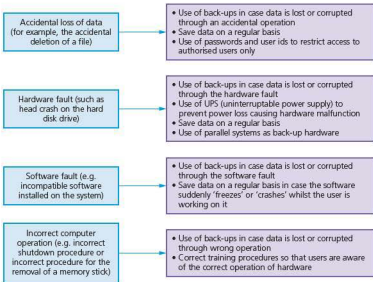 Accidental loss of data
(for example, the accidental
deletion of a file)
• Use of back-ups in case data is lost or corrupted
through an accidental operation
• Save data on a regular basis
• Use of passwords and user ids to restrict access to
authorised users only
Hardware fault (such as
head crash on the hard
disk drive)
• Use of back-ups in case data is lost or corrupted
through the hardware fault
• Use of UPS (uninterruptable power supply) to
prevent power loss causing hardware malfunction
• Save data on a regular basis
• Use of parallel systems as back-up hardware
Software fault (e.g.
incompatible software
installed on the system)
• Use of back-ups in case data is lost or corrupted
through the software fault
• Save data on a regular basis in case the software
suddenly 'freezes' or 'crashes' whilst the user is
working on it
Incorrect computer
operation (e.g. incorrect
shutdown procedure or
incorrect procedure for the
removal of a memory stick)
• Use of back-ups in case data is lost or corrupted
through wrong operation
• Correct training procedures so that users are aware
of the correct operation of hardware